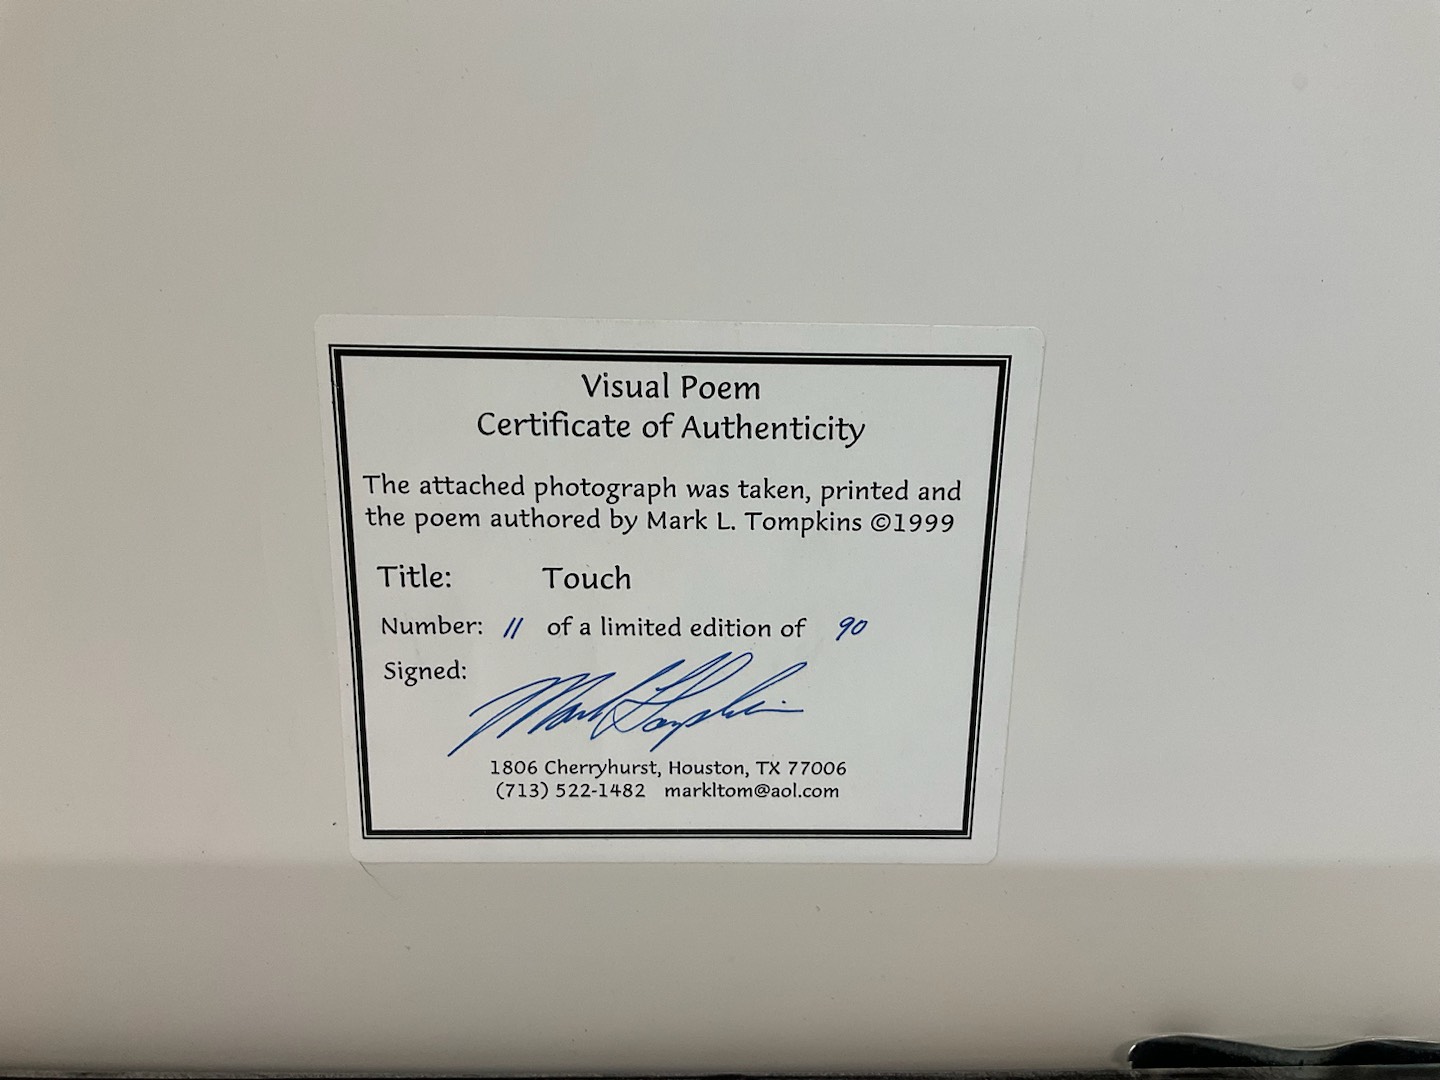 Visual Poem
Certificate of Authenticity
The attached photograph was taken, printed and
the poem authored by Mark L. Tompkins ©1999
Title: Touch
Number: 11 of a limited edition of 90
Signed: Mark L Tompkins
1806 Cherryhurst, Houston, TX 77006
(713) 522-1482 markltom@aol.com